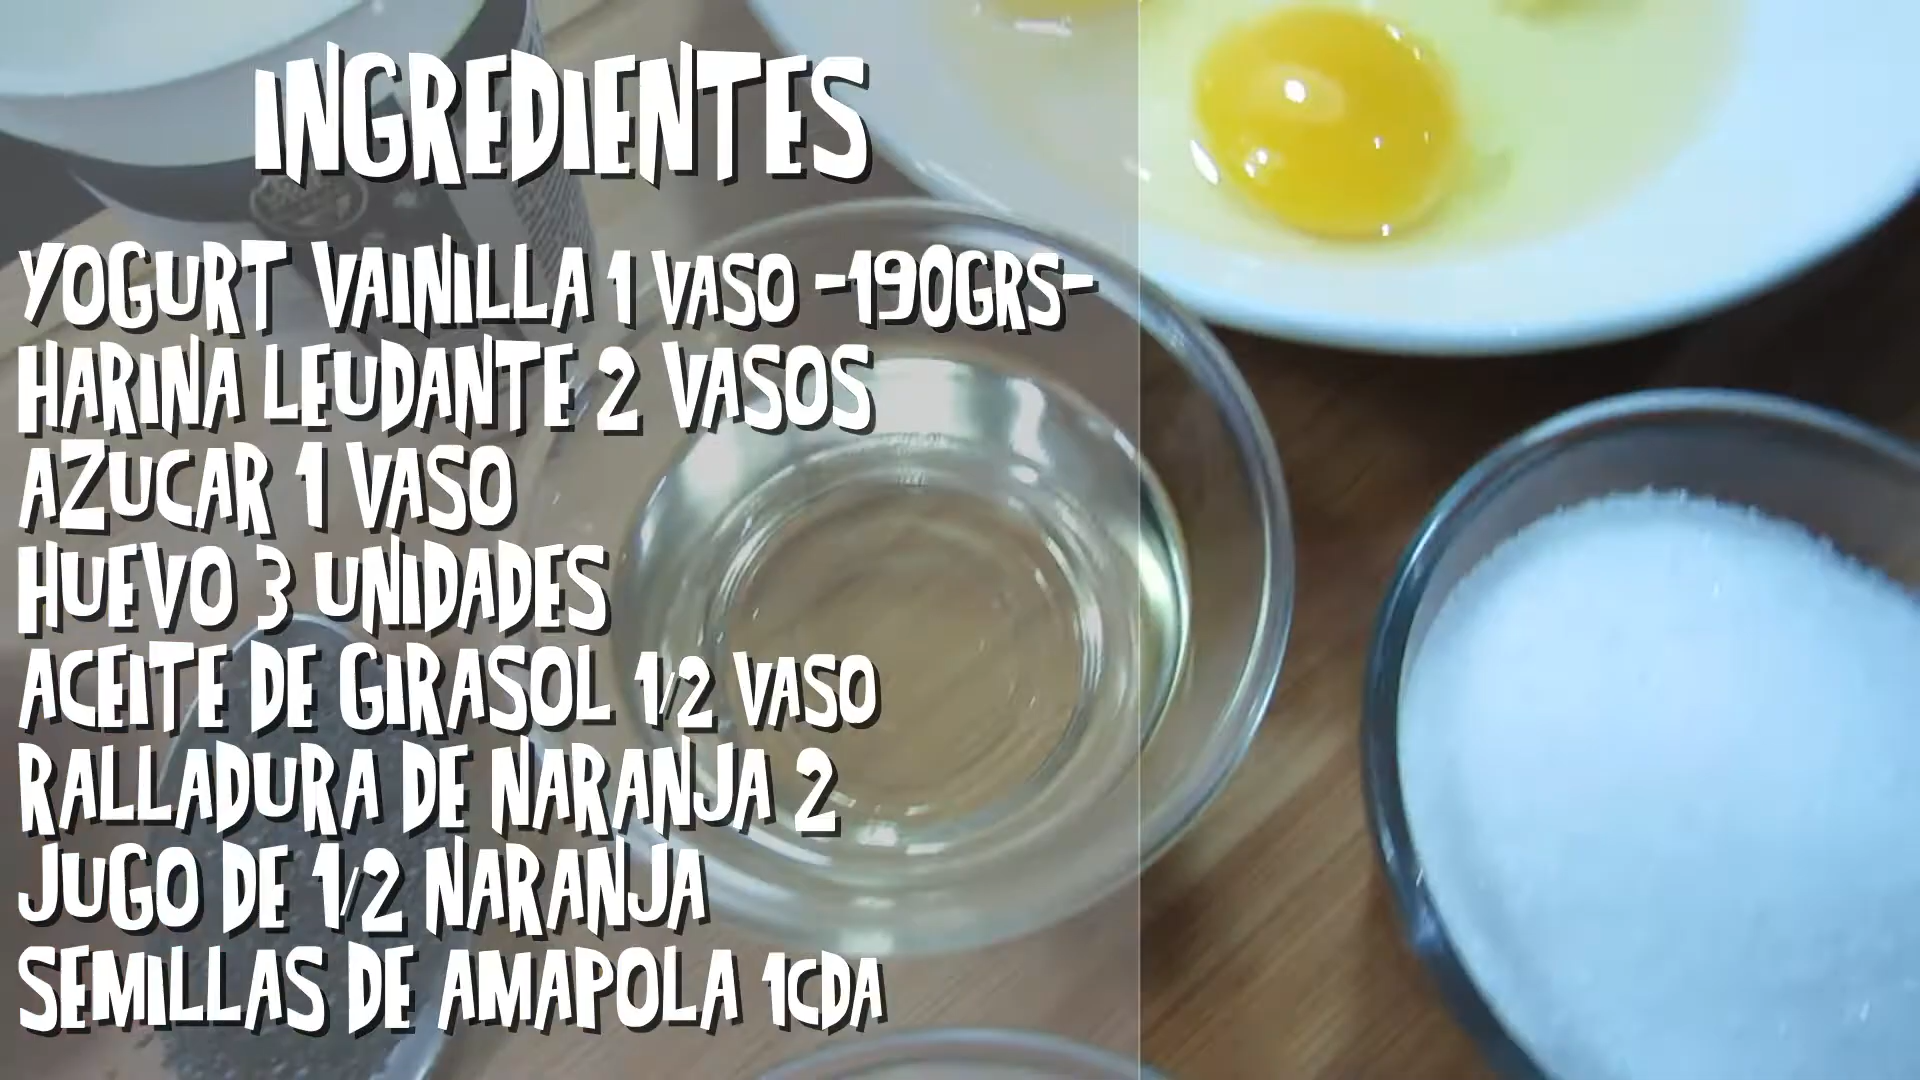 INGREDIENTES
YOGURT VAINILLA 1 VASO -190GRS-
HARINA LEUDANTE 2 VASOS
AZUCAR 1 VASO
HUEVO 3 UNIDADES
ACEITE DE GIRASOL 1/2 VASO
RALLADURA DE NARANJA 2
JUGO DE 1/2 NARANJA
SEMILLAS DE AMAPOLA 1CDA